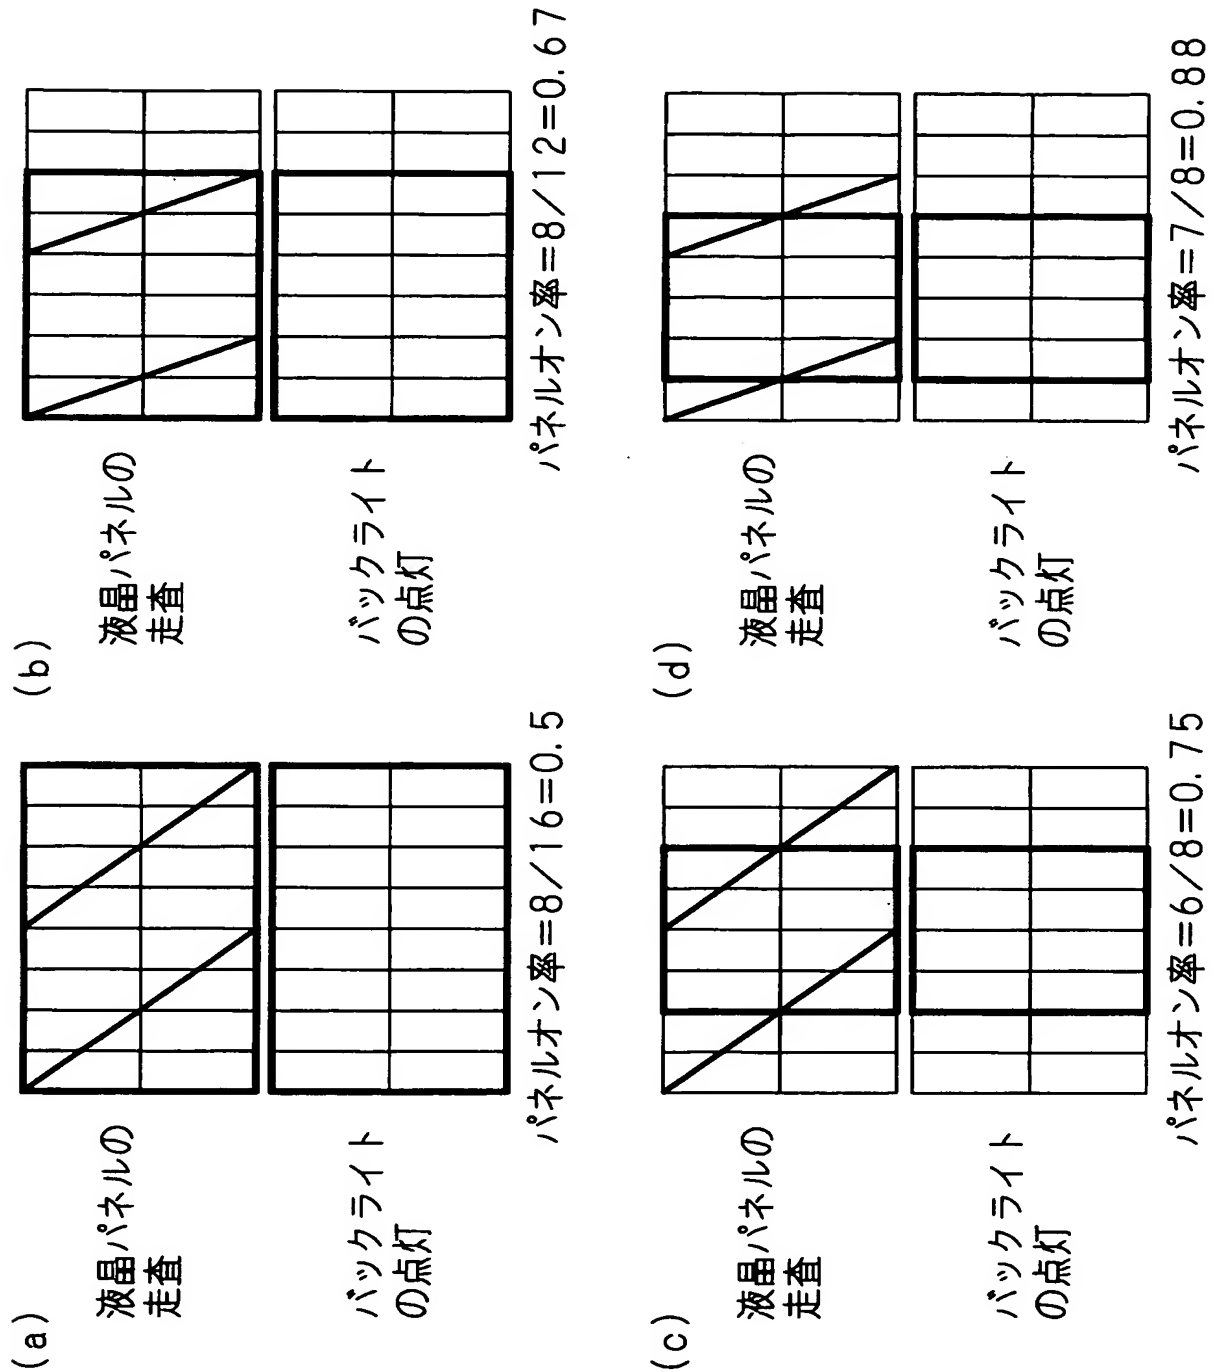 (a)
液晶パネルの
走査
バックライト
の点灯
パネルオン率=8/16=0.5
(b)
液晶パネルの
走査
バックライト
の点灯
パネルオン率=8/12=0.67
(c)
液晶パネルの
走査
バックライト
の点灯
パネルオン率=6/8=0.75
(d)
液晶パネルの
走査
バックライト
の点灯
パネルオン率=7/8=0.88